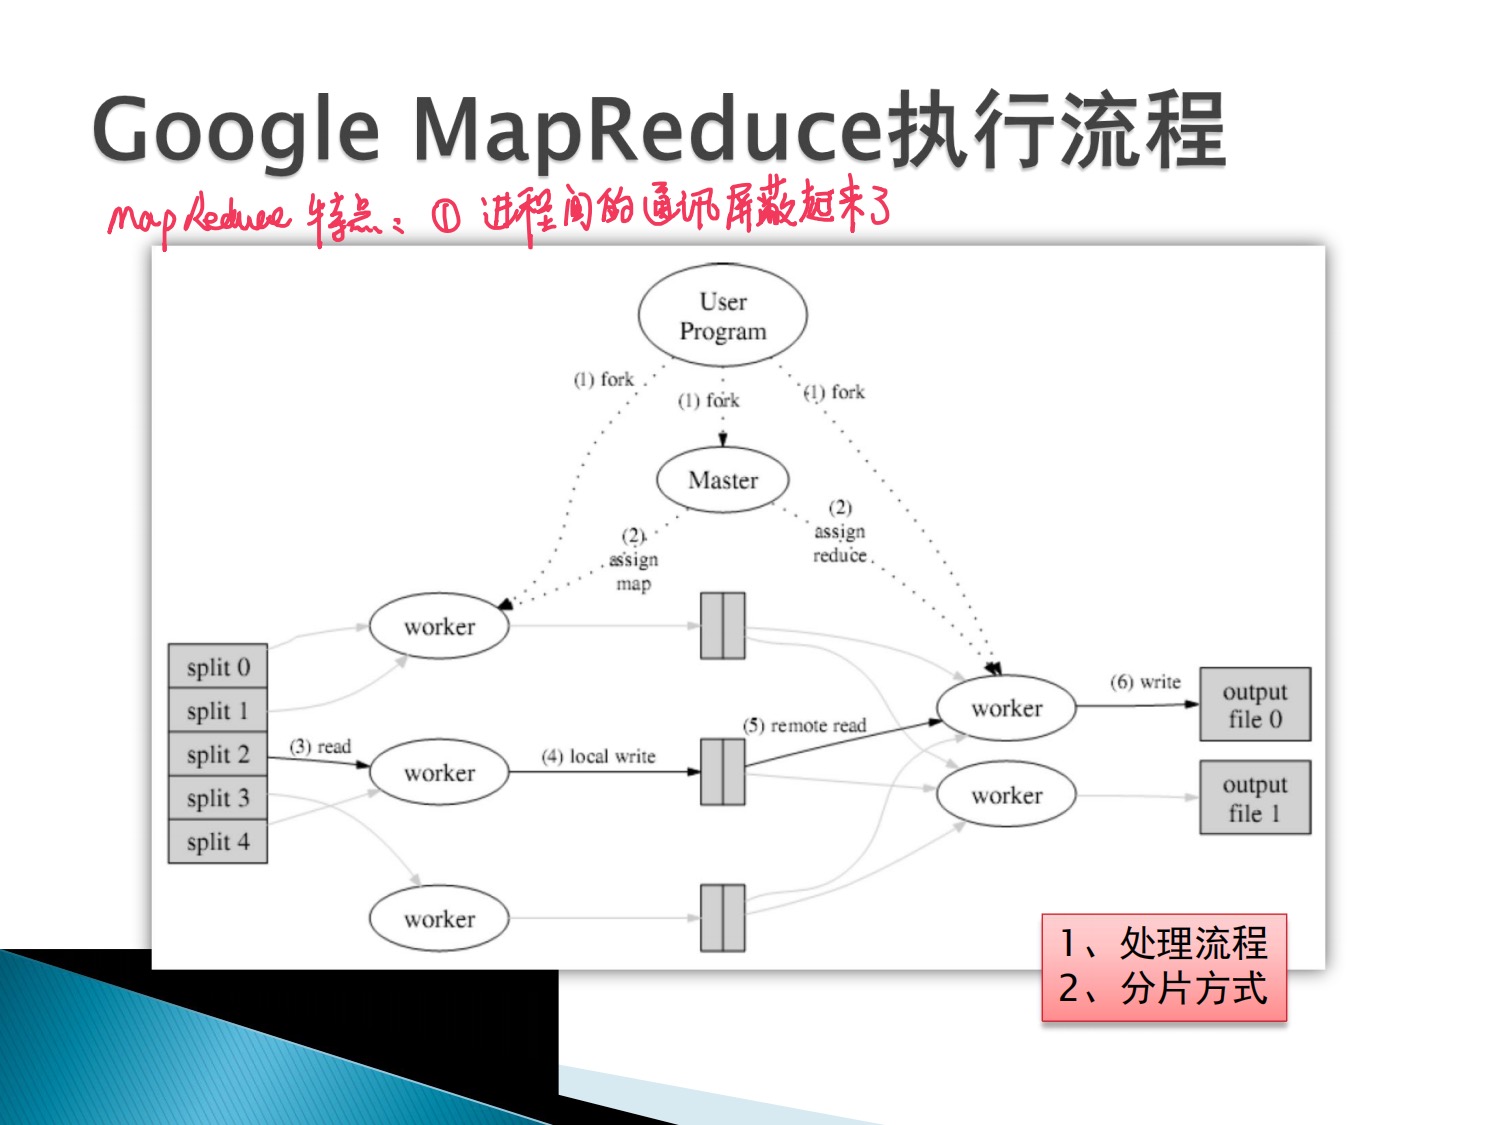 Google MapReduce执行流程
MapReduce 特点：① 进程间的通讯屏蔽起来了
User
Program
(1) fork
(1) fork
(1) fork
Master
(2)
assign
map
(2)
assign
reduce
split 0
split 1
split 2
split 3
split 4
(3) read
worker
worker
worker
(4) local write
(5) remote read
worker
worker
(6) write
output
file 0
output
file 1
1、处理流程
2、分片方式